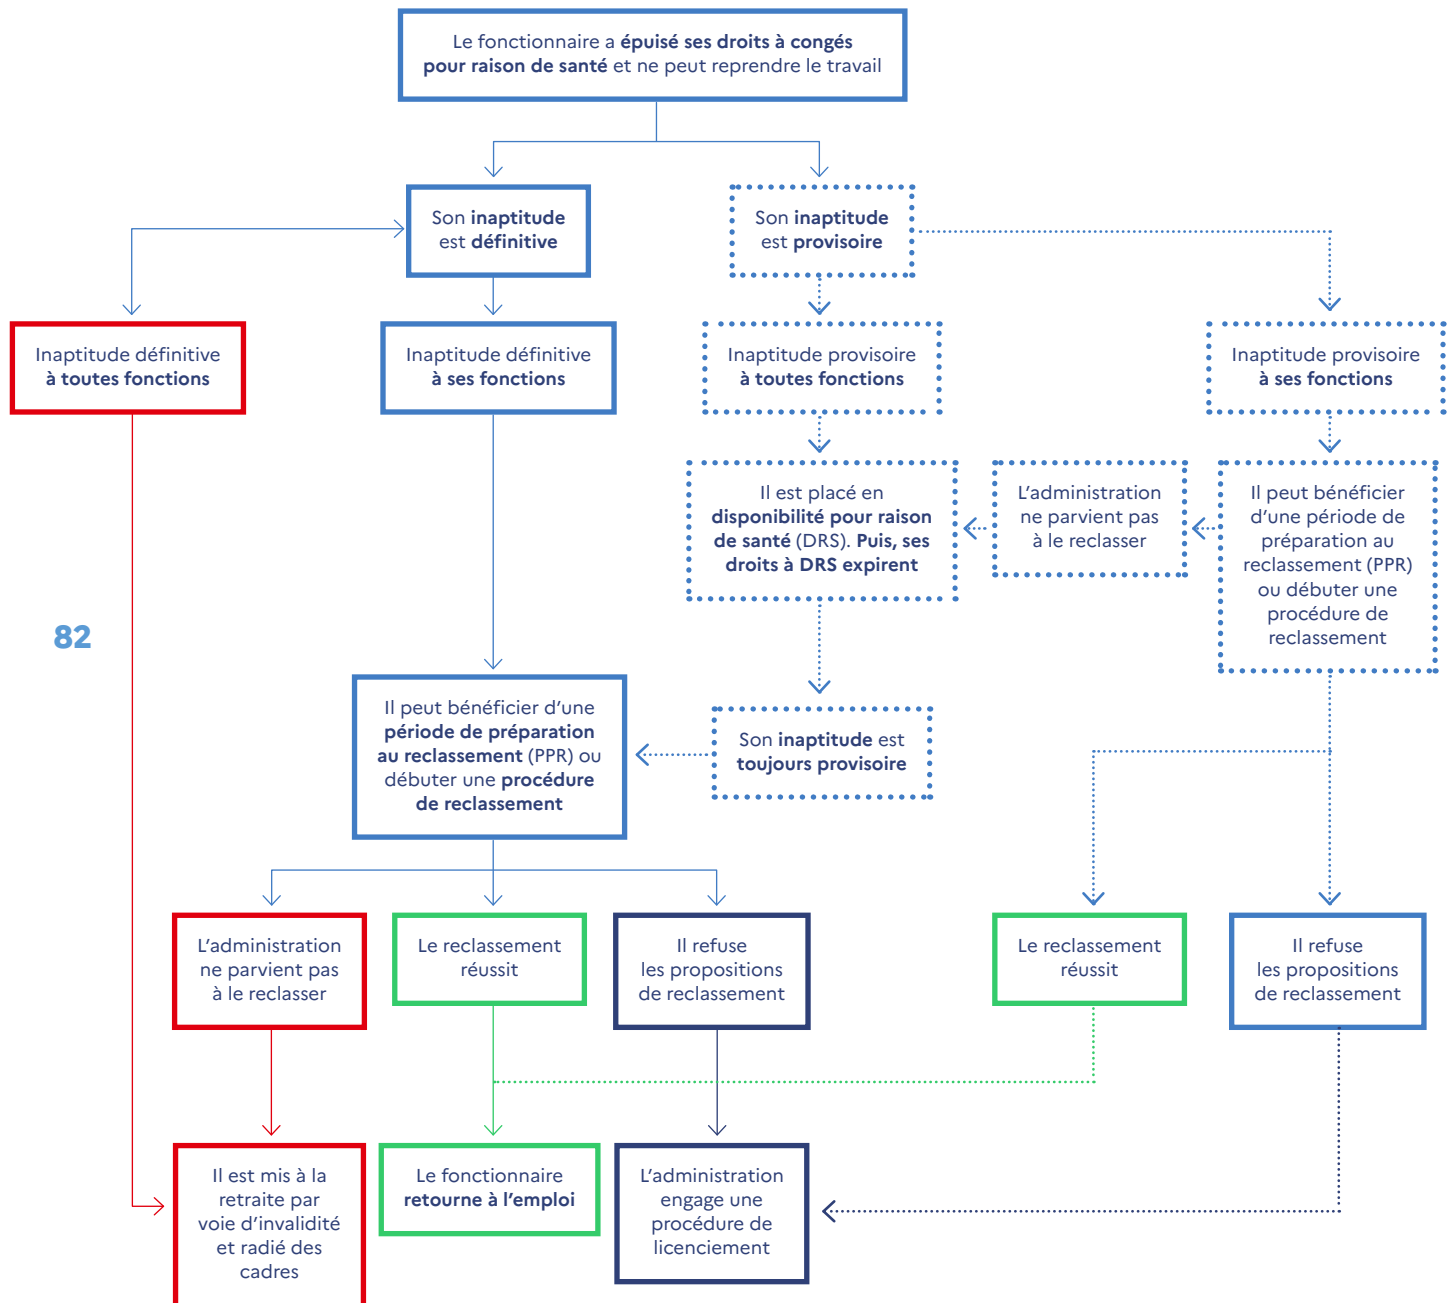 Le fonctionnaire a épuisé ses droits à congés
pour raison de santé et ne peut reprendre le travail
Son inaptitude
est définitive
Son inaptitude
est provisoire
Inaptitude définitive
à toutes fonctions
Inaptitude définitive
à ses fonctions
Inaptitude provisoire
à toutes fonctions
Inaptitude provisoire
à ses fonctions
Il est placé en
disponibilité pour raison
de santé (DRS). Puis, ses
droits à DRS expirent
L’administration
ne parvient pas
à le reclasser
Il peut bénéficier
d’une période de
préparation au
reclassement (PPR)
ou débuter une
procédure de
reclassement
82
Il peut bénéficier d’une
période de préparation
au reclassement (PPR) ou
débuter une procédure
de reclassement
Son inaptitude est
toujours provisoire
L’administration
ne parvient pas
à le reclasser
Le reclassement
réussit
Il refuse
les propositions
de reclassement
Le reclassement
réussit
Il refuse
les propositions
de reclassement
Il est mis à la
retraite par
voie d’invalidité
et radié des
cadres
Le fonctionnaire
retourne à l’emploi
L’administration
engage une
procédure de
licenciement